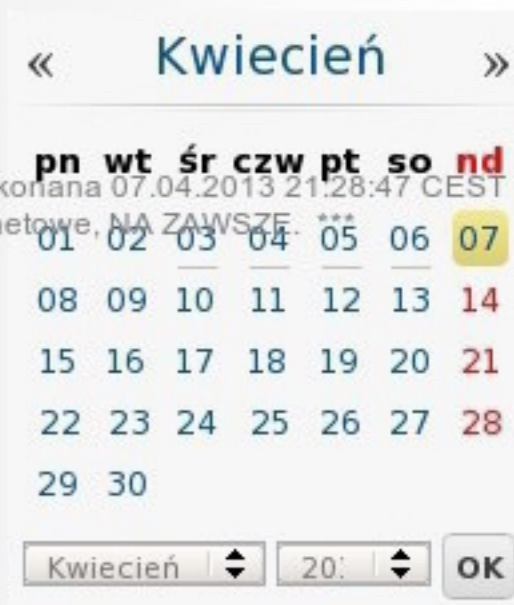 « Kwiecień »
pn wt śr czw pt so nd
konana 07.04.2013 21:28:47 CEST
etowe, NA ZAWSZE. ***
01 02 03 04 05 06 07
08 09 10 11 12 13 14
15 16 17 18 19 20 21
22 23 24 25 26 27 28
29 30
Kwiecień OK